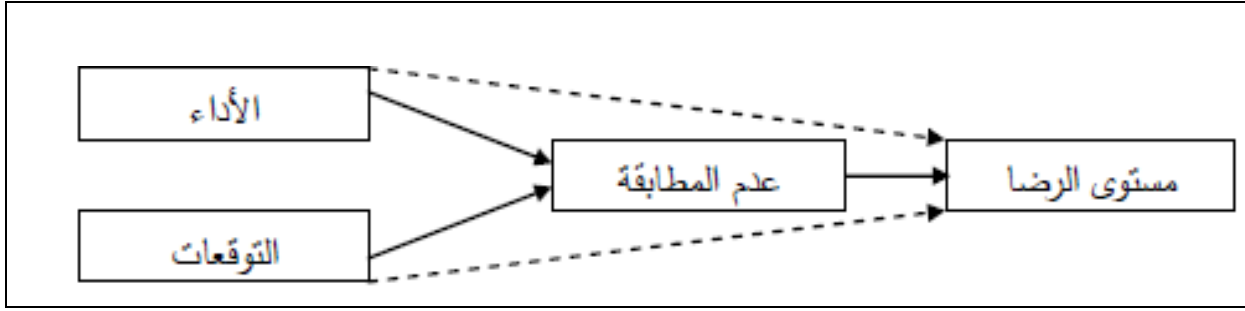 الأداء
عدم المطابقة
مستوى الرضا
التوقعات